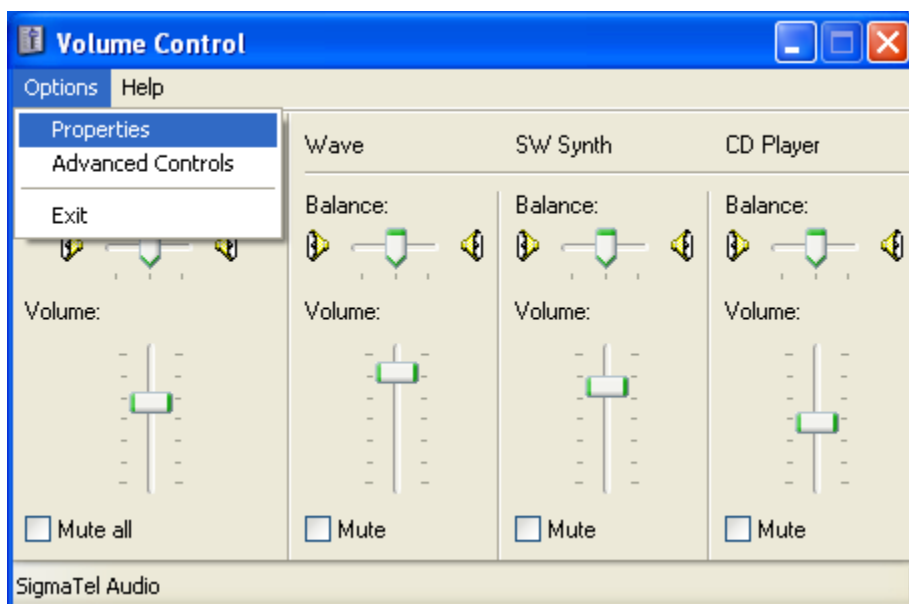 Volume Control
Options Help
Properties
Advanced Controls
Exit
Wave SW Synth CD Player
Balance: Balance: Balance:
Volume: Volume: Volume: Volume:
Mute all Mute Mute Mute
SigmaTel Audio